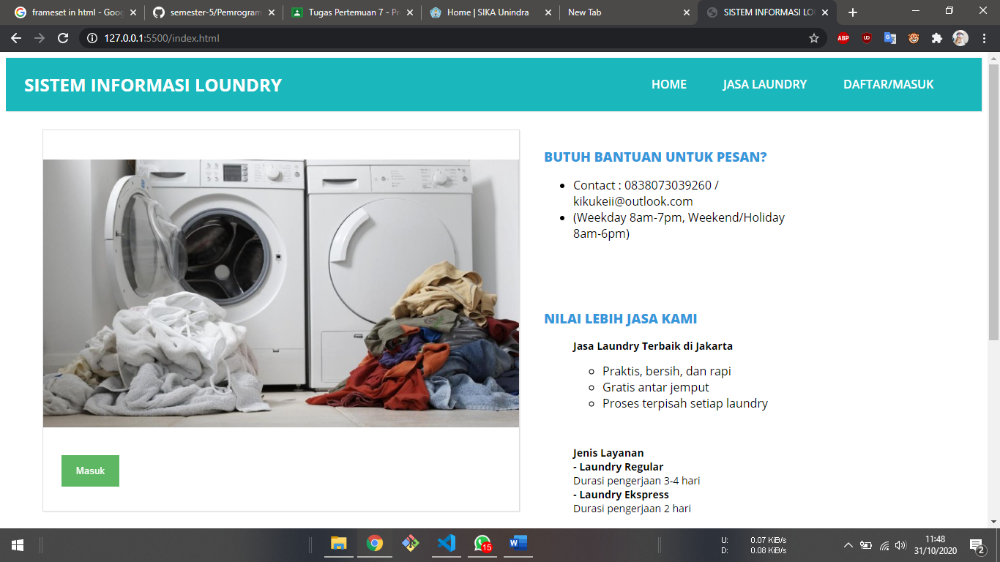 frameset in html - Goog
semester-5/Pemrogram
Tugas Pertemuan 7 - Pr
Home | SIKA Unindra
New Tab
SISTEM INFORMASI LO
127.0.0.1:5500/index.html
ABP
SISTEM INFORMASI LOUNDRY
HOME
JASA LAUNDRY
DAFTAR/MASUK
BUTUH BANTUAN UNTUK PESAN?
Contact : 0838073039260 /
kikukeii@outlook.com
(Weekday 8am-7pm, Weekend/Holiday
8am-6pm)
NILAI LEBIH JASA KAMI
Jasa Laundry Terbaik di Jakarta
Praktis, bersih, dan rapi
Gratis antar jemput
Proses terpisah setiap laundry
Jenis Layanan
- Laundry Regular
Durasi pengerjaan 3-4 hari
- Laundry Ekspress
Durasi pengerjaan 2 hari
Masuk
15
U: 0.07 KiB/s
D: 0.08 KiB/s
11:48
31/10/2020
2